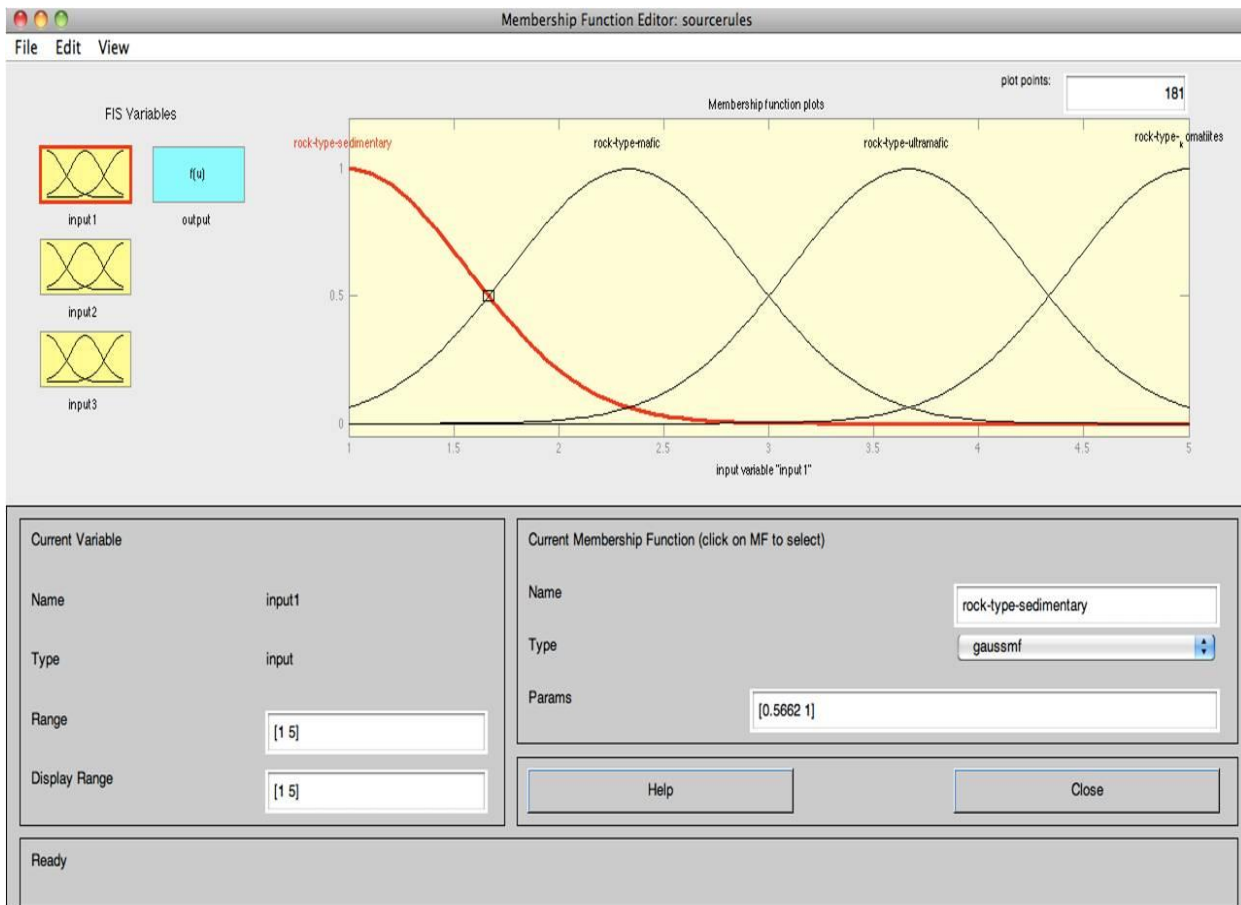 Membership Function Editor: sourcerules
File Edit View
plot points: 181
FIS Variables
Membership function plots
rock-type-sedimentary rock-type-mafic rock-type-ultramafic rock-type-komatiites
f(u)
input1 output
input2
input3
1
0.5
0
1 1.5 2 2.5 3 3.5 4 4.5 5
input variable "input1"
Current Variable
Name input1
Type input
Range [1 5]
Display Range [1 5]
Current Membership Function (click on MF to select)
Name rock-type-sedimentary
Type gaussmf
Params [0.5662 1]
Help Close
Ready